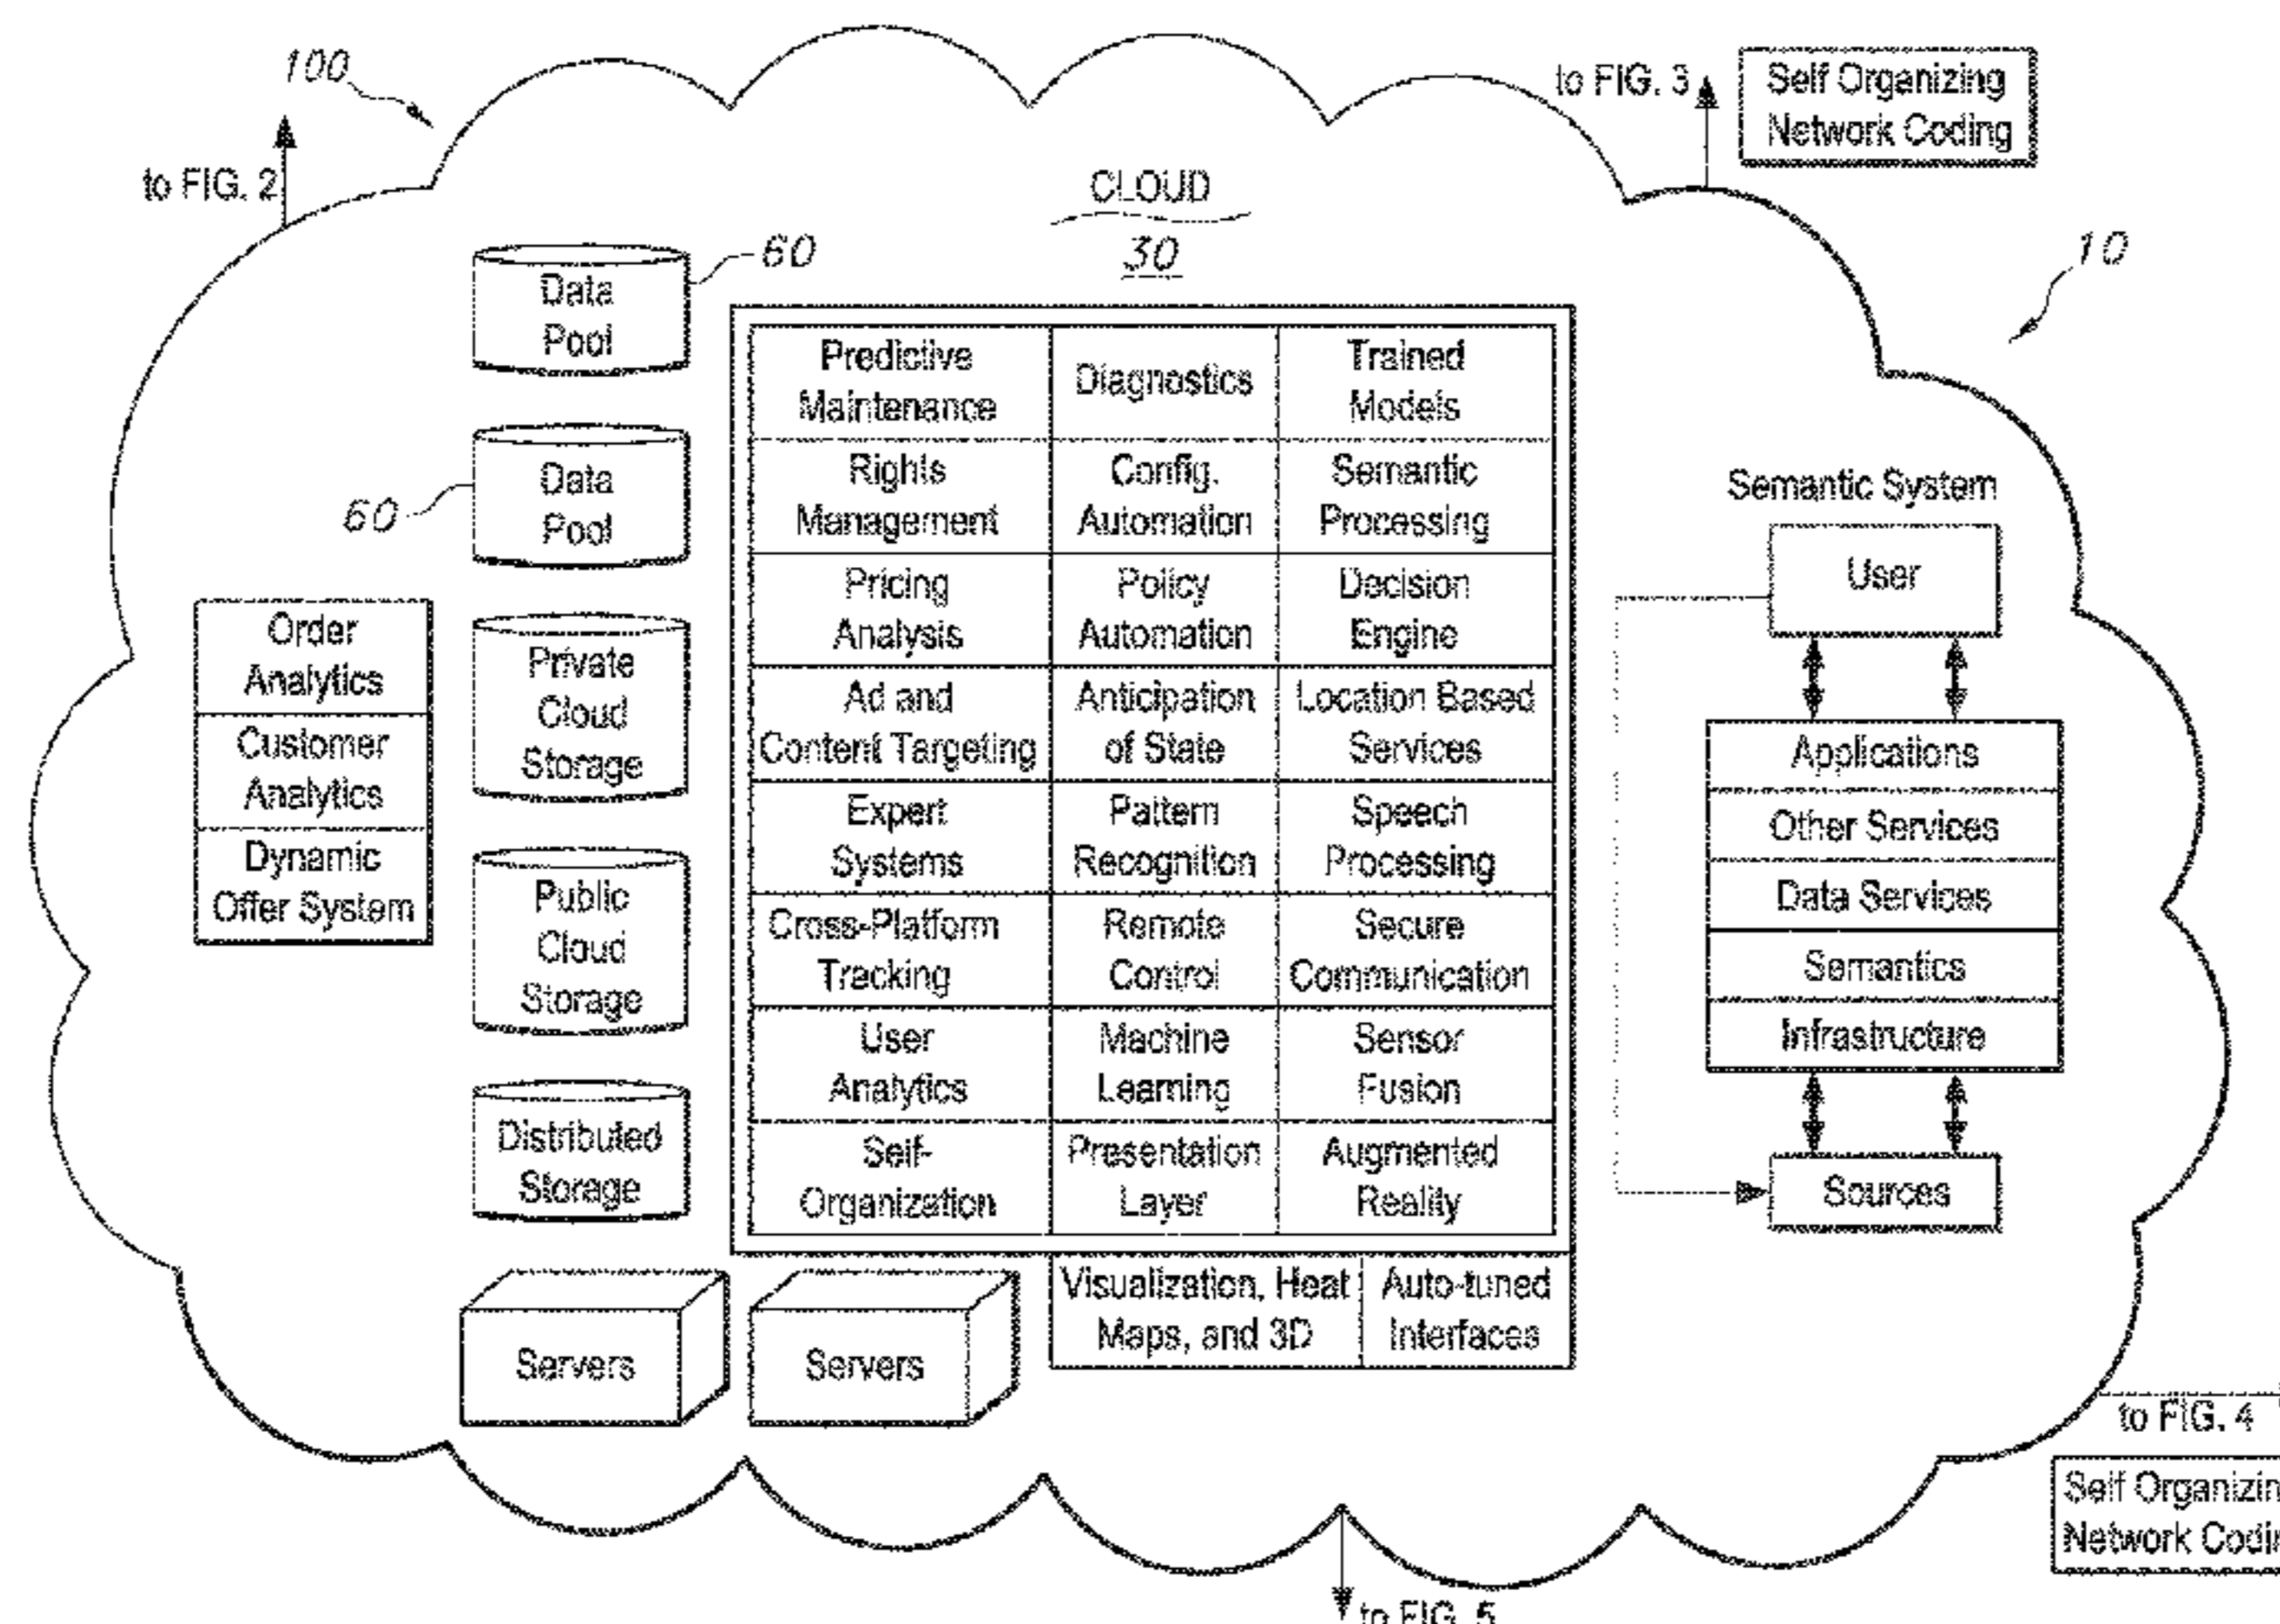 100
to FIG. 2
to FIG. 3
Self Organizing
Network Coding
CLOUD
30
10
Data
Pool
60
Data
Pool
60
Private
Cloud
Storage
Public
Cloud
Storage
Distributed
Storage
Order
Analytics
Customer
Analytics
Dynamic
Offer System
Predictive
Maintenance
Diagnostics
Trained
Models
Rights
Management
Config.
Automation
Semantic
Processing
Pricing
Analysis
Policy
Automation
Decision
Engine
Ad and
Content Targeting
Anticipation
of State
Location Based
Services
Expert
Systems
Pattern
Recognition
Speech
Processing
Cross-Platform
Tracking
Remote
Control
Secure
Communication
User
Analytics
Machine
Learning
Sensor
Fusion
Self-
Organization
Presentation
Layer
Augmented
Reality
Visualization, Heat
Maps, and 3D
Auto-tuned
Interfaces
Servers
Servers
Semantic System
User
Applications
Other Services
Data Services
Semantics
Infrastructure
Sources
to FIG. 4
Self Organizin
Network Codin
to FIG. 5